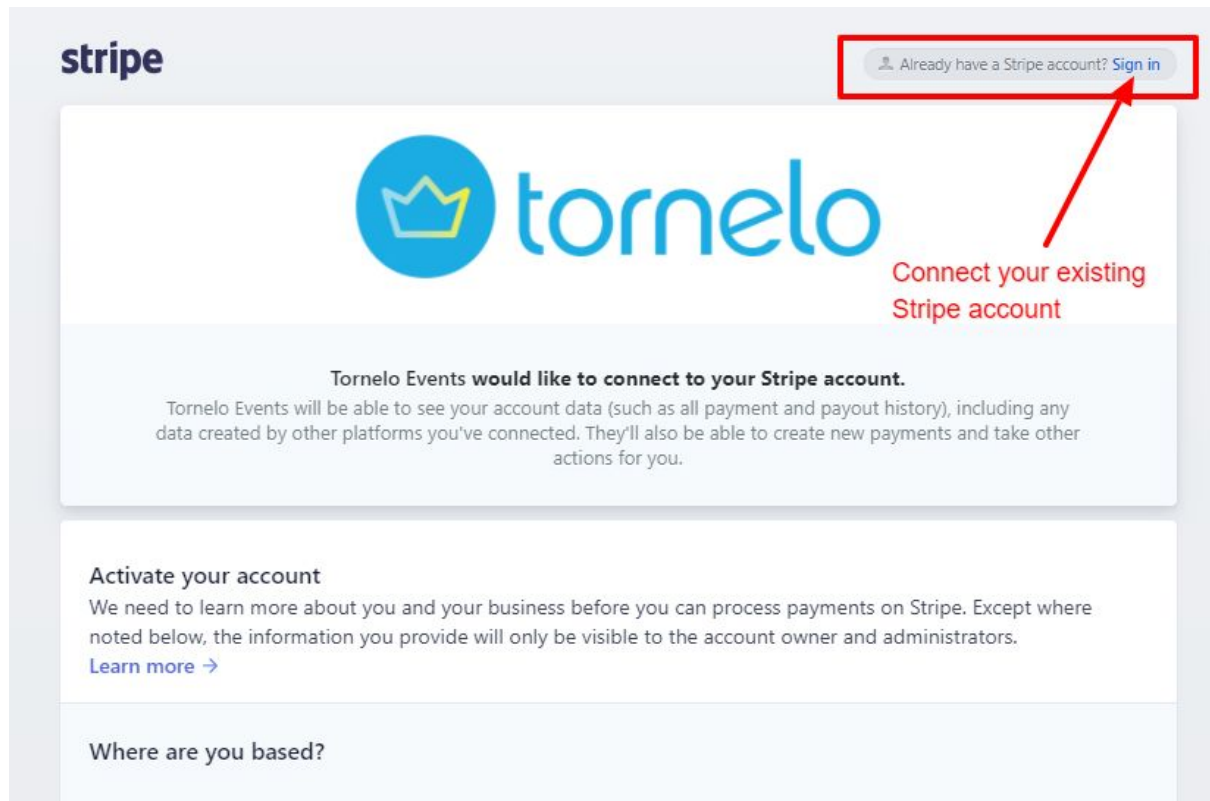 stripe
Already have a Stripe account? Sign in
tornelo
Connect your existing
Stripe account
Tornelo Events would like to connect to your Stripe account.
Tornelo Events will be able to see your account data (such as all payment and payout history), including any
data created by other platforms you've connected. They'll also be able to create new payments and take other
actions for you.
Activate your account
We need to learn more about you and your business before you can process payments on Stripe. Except where
noted below, the information you provide will only be visible to the account owner and administrators.
Learn more →
Where are you based?